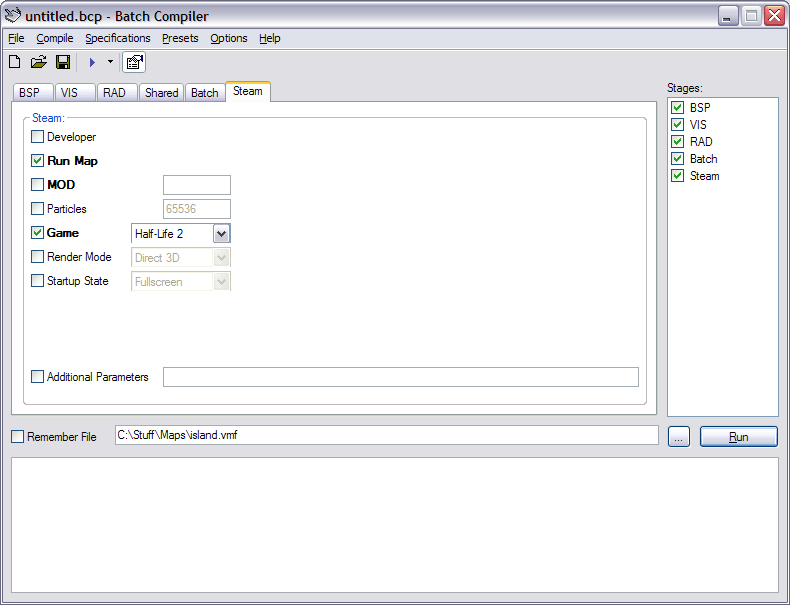 untitled.bcp - Batch Compiler
File Compile Specifications Presets Options Help
BSP VIS RAD Shared Batch Steam
Stages:
Steam:
Developer
Run Map
MOD
Particles 65536
Game Half-Life 2
Render Mode Direct 3D
Startup State Fullscreen
Additional Parameters
BSP
VIS
RAD
Batch
Steam
Remember File C:\Stuff\Maps\island.vmf ... Run